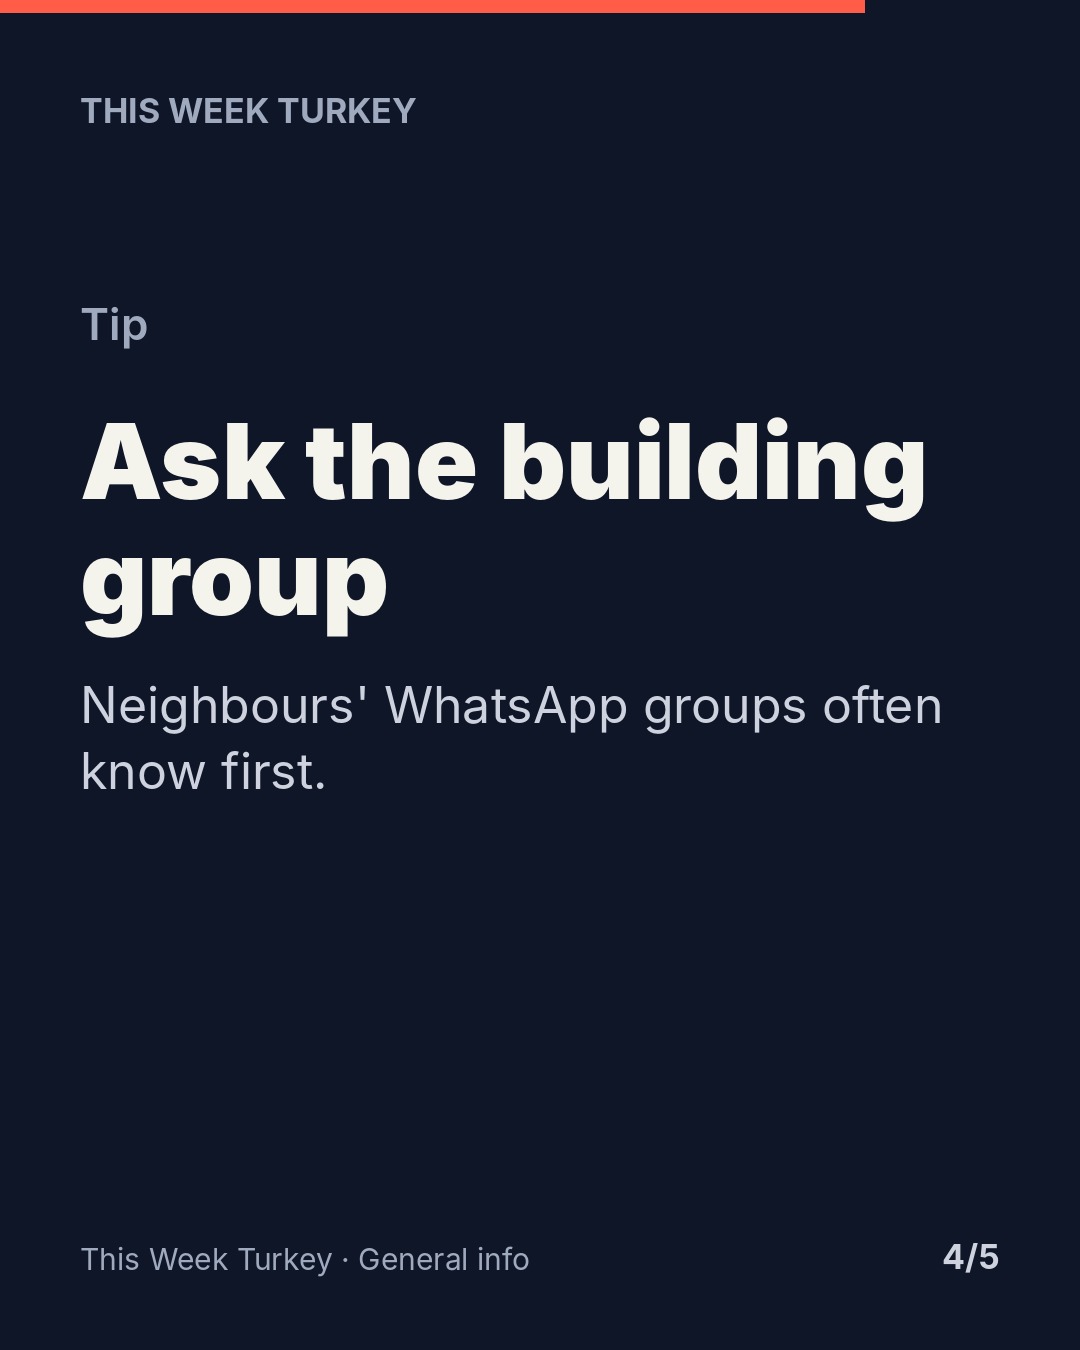 THIS WEEK TURKEY
Tip
Ask the building
group
Neighbours' WhatsApp groups often
know first.
This Week Turkey · General info
4/5